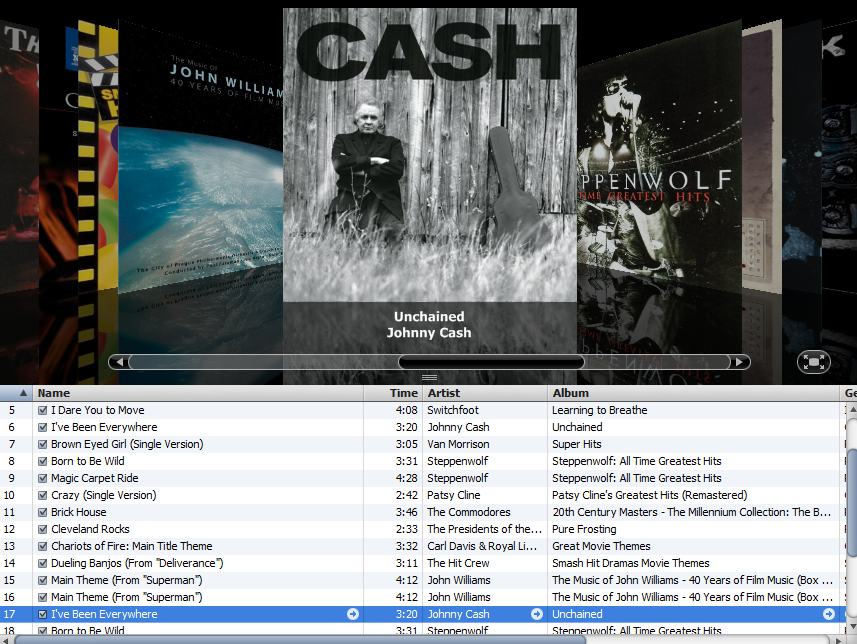 CASH
The Music Of
JOHN WILLIAM
40 YEARS OF FILM MUS
The City of Prague Philharmonic
Conducted by
PPENWOLF
TIME GREATEST HITS
Unchained
Johnny Cash
Name Time Artist Album Ge
5 I Dare You to Move 4:08 Switchfoot Learning to Breathe
6 I've Been Everywhere 3:20 Johnny Cash Unchained
7 Brown Eyed Girl (Single Version) 3:05 Van Morrison Super Hits
8 Born to Be Wild 3:31 Steppenwolf Steppenwolf: All Time Greatest Hits
9 Magic Carpet Ride 4:28 Steppenwolf Steppenwolf: All Time Greatest Hits
10 Crazy (Single Version) 2:42 Patsy Cline Patsy Cline's Greatest Hits (Remastered)
11 Brick House 3:46 The Commodores 20th Century Masters - The Millennium Collection: The B...
12 Cleveland Rocks 2:33 The Presidents of the... Pure Frosting
13 Chariots of Fire: Main Title Theme 3:32 Carl Davis & Royal Li... Great Movie Themes
14 Dueling Banjos (From "Deliverance") 3:11 The Hit Crew Smash Hit Dramas Movie Themes
15 Main Theme (From "Superman") 4:12 John Williams The Music of John Williams - 40 Years of Film Music (Box ...
16 Main Theme (From "Superman") 4:12 John Williams The Music of John Williams - 40 Years of Film Music (Box ...
17 I've Been Everywhere 3:20 Johnny Cash Unchained
18 Born to Be Wild 3:31 Steppenwolf Steppenwolf: All Time Greatest Hits